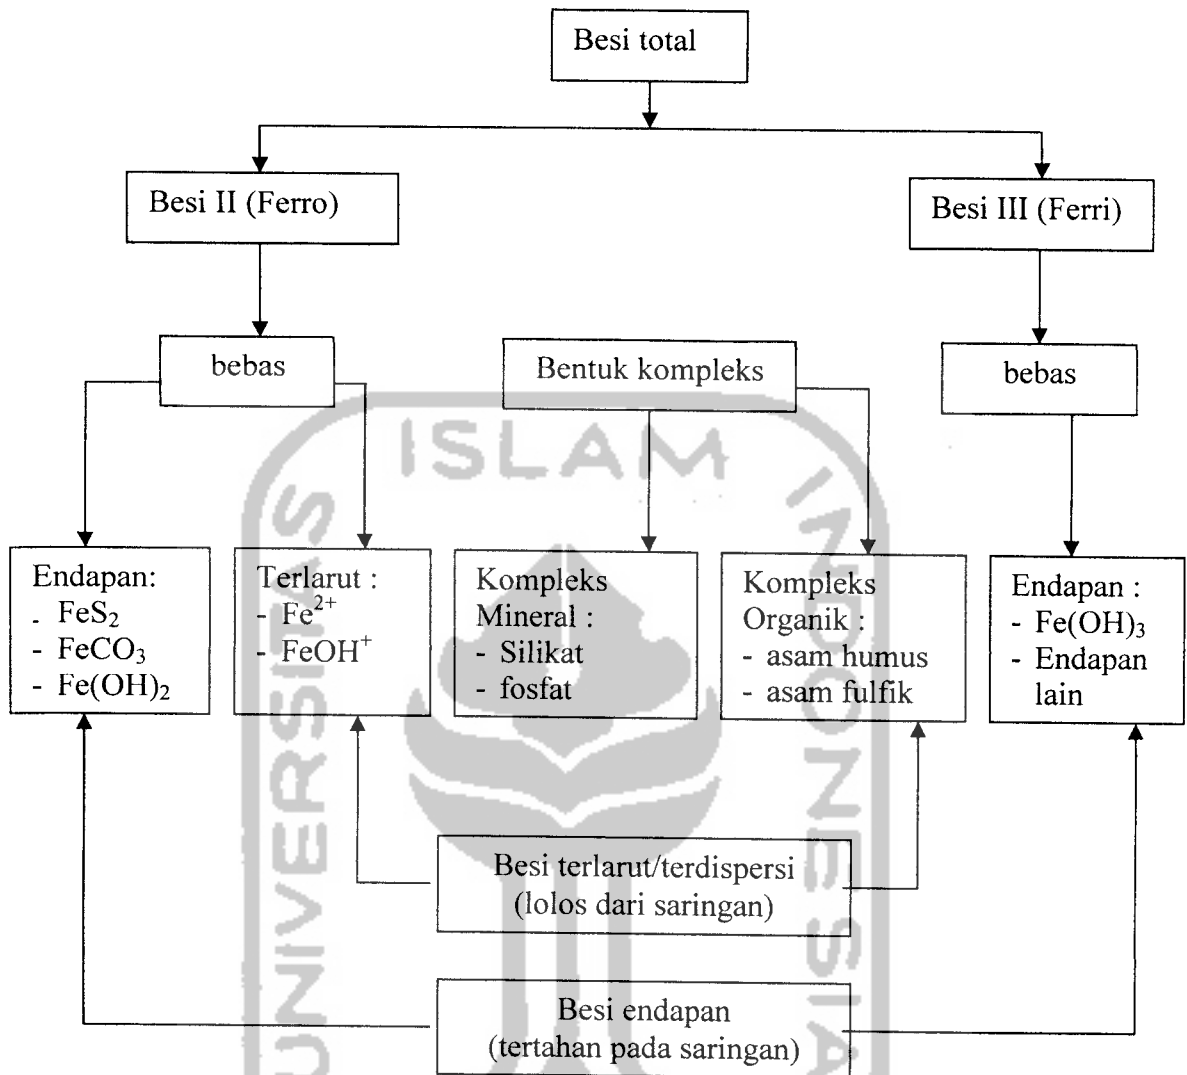 Besi total
Besi II (Ferro)
Besi III (Ferri)
bebas
Bentuk kompleks
bebas
Endapan:
- FeS₂
- FeCO₃
- Fe(OH)₂
Terlarut :
- Fe²⁺
- FeOH⁺
Kompleks
Mineral :
- Silikat
- fosfat
Kompleks
Organik :
- asam humus
- asam fulfik
Endapan :
- Fe(OH)₃
- Endapan
lain
Besi terlarut/terdispersi
(lolos dari saringan)
Besi endapan
(tertahan pada saringan)
UNIVERSITAS
ISLAM
INDONESIA